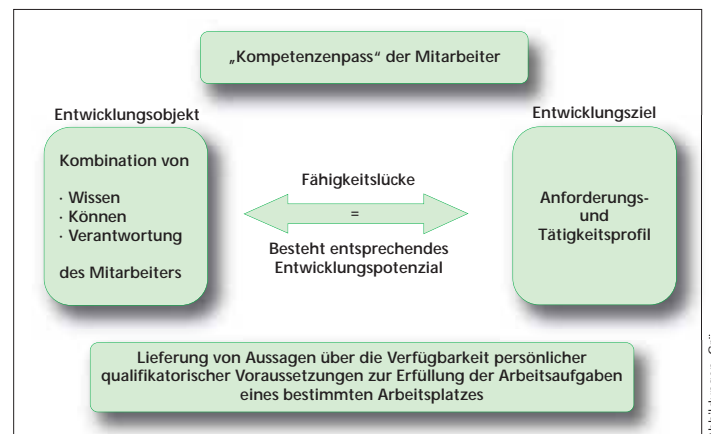 „Kompetenzenpass“ der Mitarbeiter
Entwicklungsobjekt
Kombination von
· Wissen
· Können
· Verantwortung
des Mitarbeiters
Fähigkeitslücke
=
Besteht entsprechendes
Entwicklungspotenzial
Entwicklungsziel
Anforderungs-
und
Tätigkeitsprofil
Lieferung von Aussagen über die Verfügbarkeit persönlicher
qualifikatorischer Voraussetzungen zur Erfüllung der Arbeitsaufgaben
eines bestimmten Arbeitsplatzes